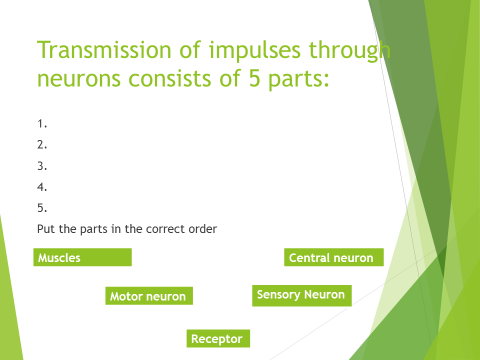 Transmission of impulses through
neurons consists of 5 parts:
1.
2.
3.
4.
5.
Put the parts in the correct order
Muscles
Central neuron
Motor neuron
Sensory Neuron
Receptor